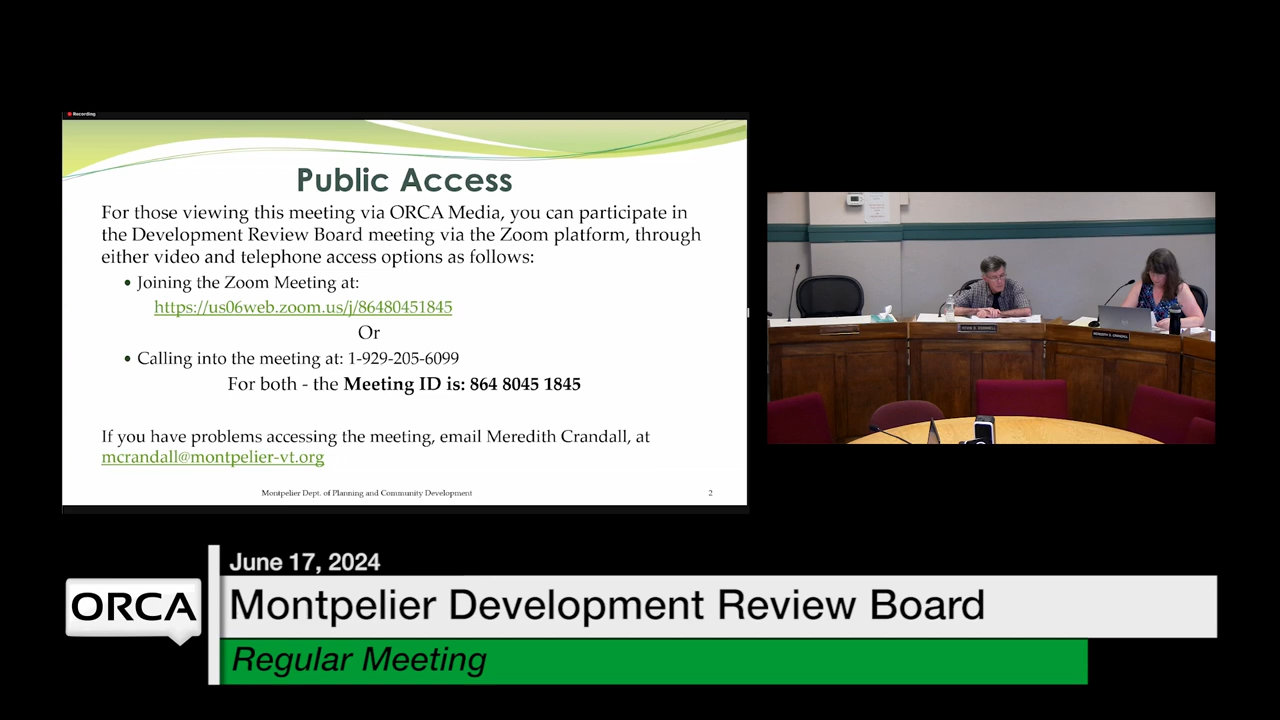 Recording
Public Access
For those viewing this meeting via ORCA Media, you can participate in
the Development Review Board meeting via the Zoom platform, through
either video and telephone access options as follows:
• Joining the Zoom Meeting at:
https://us06web.zoom.us/j/86480451845
Or
• Calling into the meeting at: 1-929-205-6099
For both - the Meeting ID is: 864 8045 1845
If you have problems accessing the meeting, email Meredith Crandall, at
mcrandall@montpelier-vt.org
Montpelier Dept. of Planning and Community Development
2
June 17, 2024
ORCA
Montpelier Development Review Board
Regular Meeting